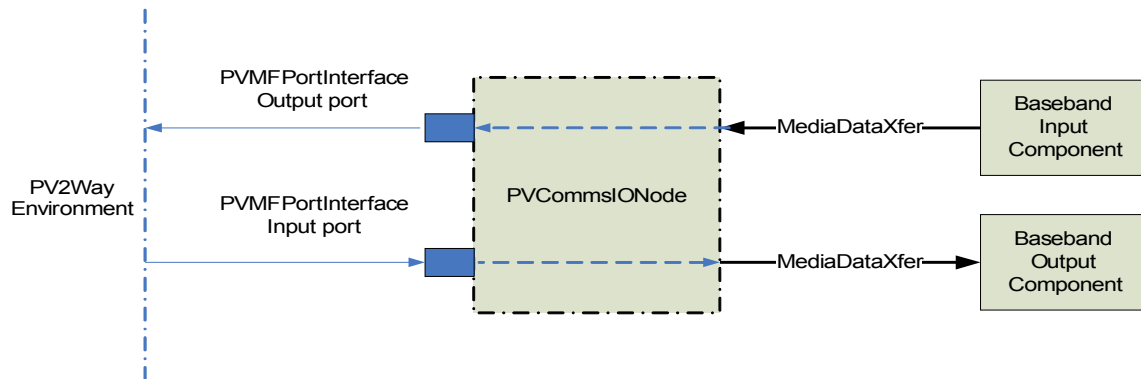 PVMFPortInterface
Output port
MediaDataXfer
Baseband
Input
Component
PV2Way
Environment
PVMFPortInterface
Input port
PVCommsIONode
MediaDataXfer
Baseband
Output
Component